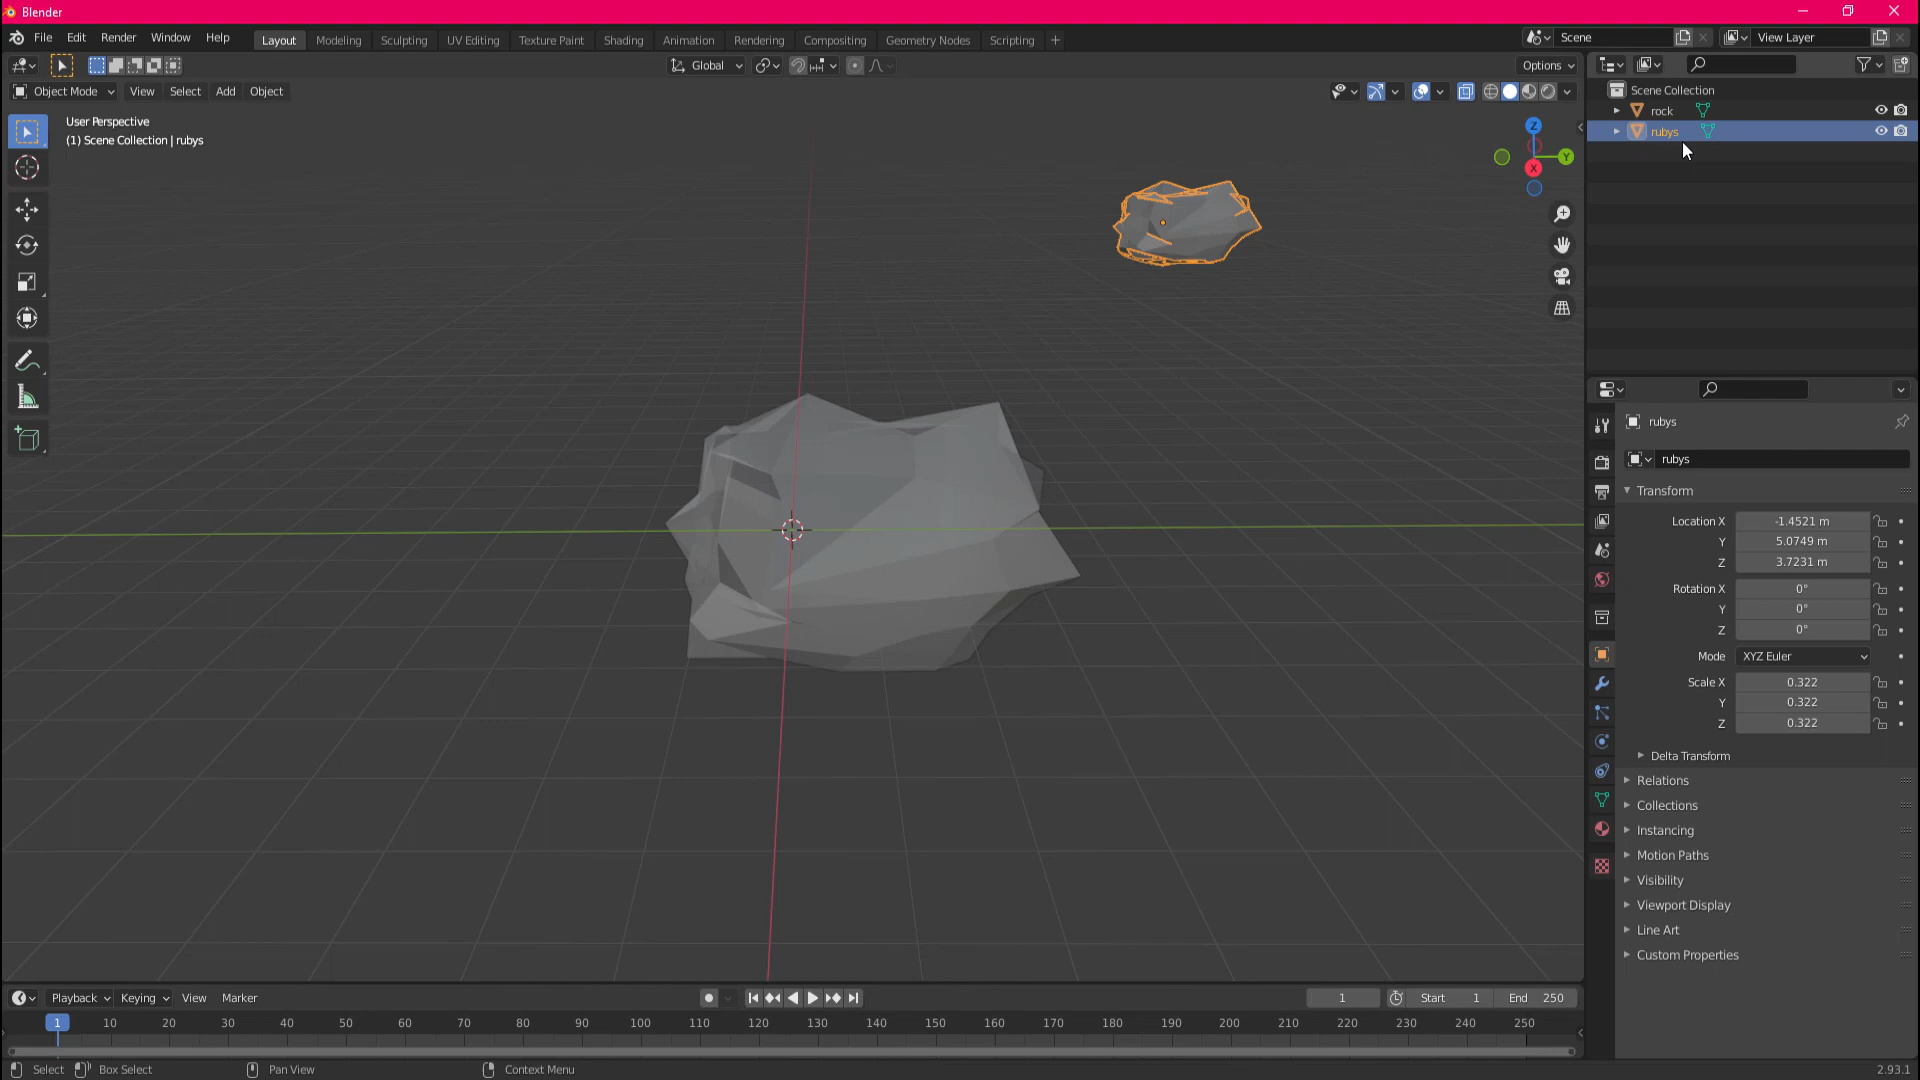 Blender
File Edit Render Window Help
Layout Modeling Sculpting UV Editing Texture Paint Shading Animation Rendering Compositing Geometry Nodes Scripting +
Scene
View Layer
Global
Options
Object Mode View Select Add Object
User Perspective
(1) Scene Collection | rubys
Z
Y
X
Scene Collection
rock
rubys
rubys
rubys
Transform
Location X -1.4521 m
Y 5.0749 m
Z 3.7231 m
Rotation X 0°
Y 0°
Z 0°
Mode XYZ Euler
Scale X 0.322
Y 0.322
Z 0.322
Delta Transform
Relations
Collections
Instancing
Motion Paths
Visibility
Viewport Display
Line Art
Custom Properties
Playback Keying View Marker
1 Start 1 End 250
1 10 20 30 40 50 60 70 80 90 100 110 120 130 140 150 160 170 180 190 200 210 220 230 240 250
Select Box Select Pan View Context Menu 2.93.1